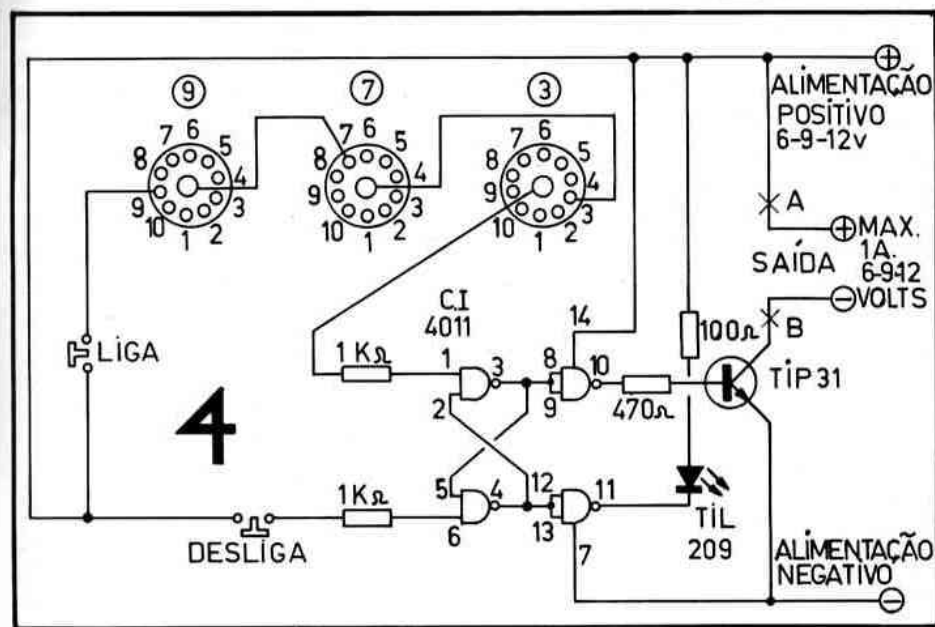 9
7
3
6
7
5
8
4
9
3
10
2
1
6
7
5
8
4
9
3
10
2
1
6
7
5
8
4
9
3
10
2
1
ALIMENTAÇÃO
POSITIVO
6-9-12v
A
MAX.
1A.
SAÍDA
6-9-12
VOLTS
B
C.I
4011
LIGA
1KΩ
1
2
3
14
8
9
10
470Ω
100Ω
TIP31
4
DESLIGA
1KΩ
5
6
4
12
13
11
7
TIL
209
ALIMENTAÇÃO
NEGATIVO